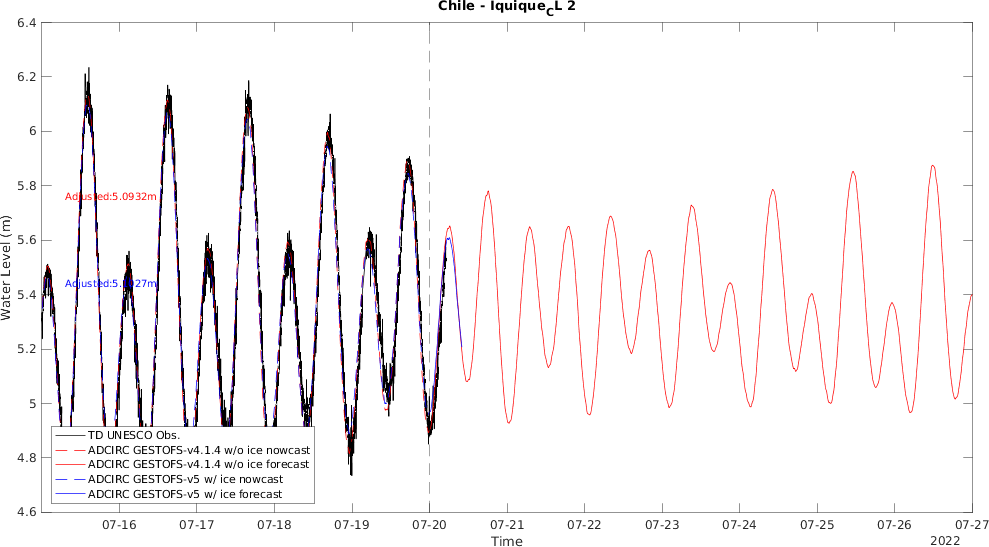 Chile - Iquique_CL 2
6.4
6.2
6
5.8
5.6
5.4
5.2
5
4.8
4.6
Water Level (m)
Adjusted:5.0932m
TD UNESCO Obs.
ADCIRC GESTOFS-v4.1.4 w/o ice nowcast
ADCIRC GESTOFS-v4.1.4 w/o ice forecast
ADCIRC GESTOFS-v5 w/ ice nowcast
ADCIRC GESTOFS-v5 w/ ice forecast
07-16 07-17 07-18 07-19 07-20 07-21 07-22 07-23 07-24 07-25 07-26 07-27
Time
2022